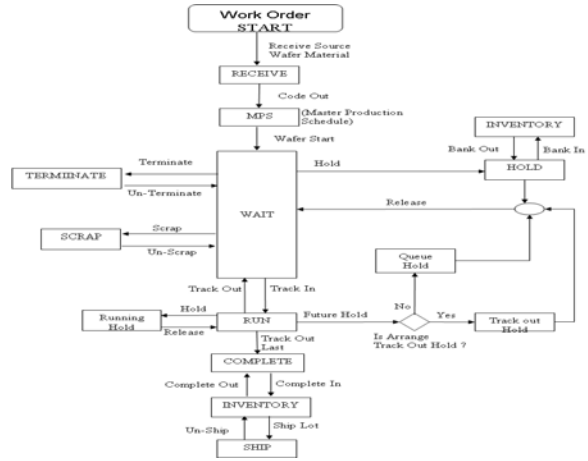 Work Order
START
Receive Source
Wafer Material
RECEIVE
Code Out
MPS
(Master Production
Schedule)
Wafer Start
INVENTORY
Bank Out
Bank In
Terminate
Hold
HOLD
TERMIINATE
Un-Terminate
WAIT
Release
Scrap
SCRAP
Un-Scrap
Queue
Hold
Track Out
Track In
No
Hold
Running
Hold
Release
RUN
Future Hold
Yes
Track out
Hold
Is Arrange
Track Out Hold ?
Track Out
Last
COMPLETE
Complete Out
Complete In
INVENTORY
Un-Ship
Ship Lot
SHIP